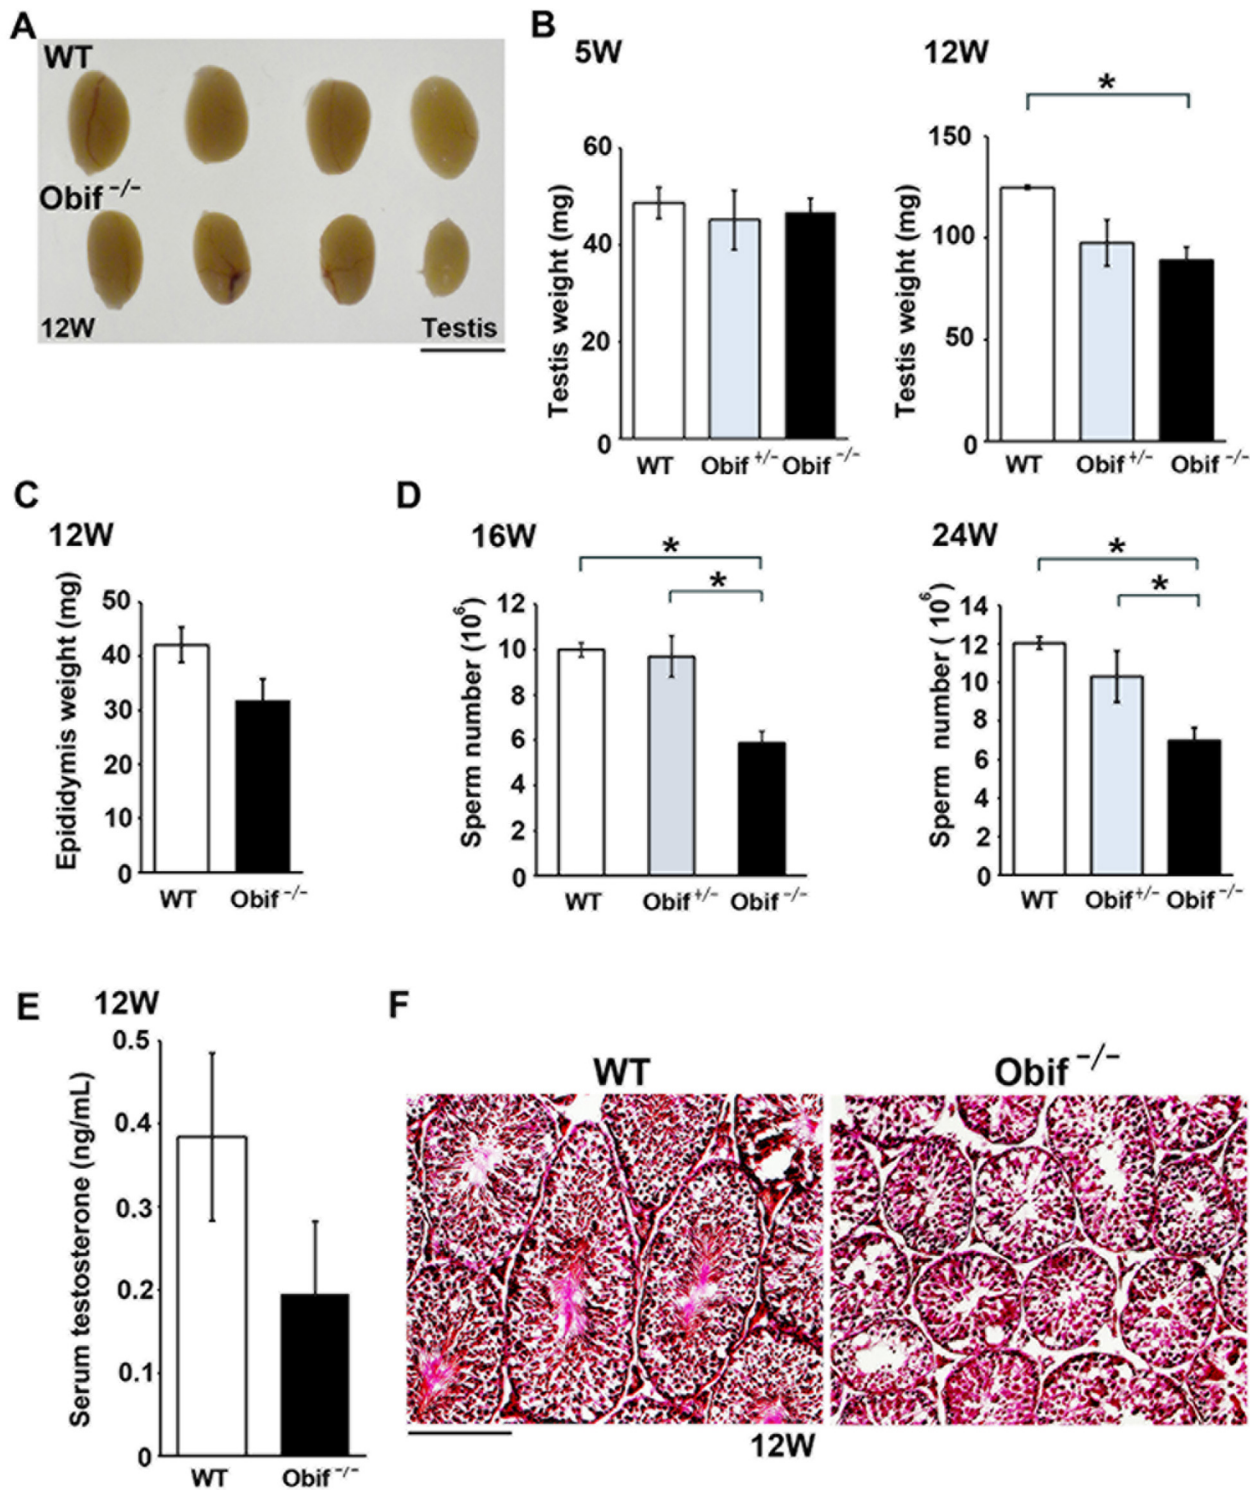 A
WT
Obif −/−
12W
Testis
B
5W
Testis weight (mg)
60
40
20
0
WT
Obif +/−
Obif −/−
12W
*
Testis weight (mg)
150
100
50
0
WT
Obif +/−
Obif −/−
C
12W
Epididymis weight (mg)
50
40
30
20
10
0
WT
Obif −/−
D
16W
*
*
Sperm number (10⁶)
12
10
8
6
4
2
0
WT
Obif +/−
Obif −/−
24W
*
*
Sperm number ( 10⁶)
14
12
10
8
6
4
2
0
WT
Obif +/−
Obif −/−
E
12W
Serum testosterone (ng/mL)
0.5
0.4
0.3
0.2
0.1
0
WT
Obif −/−
F
WT
Obif −/−
12W